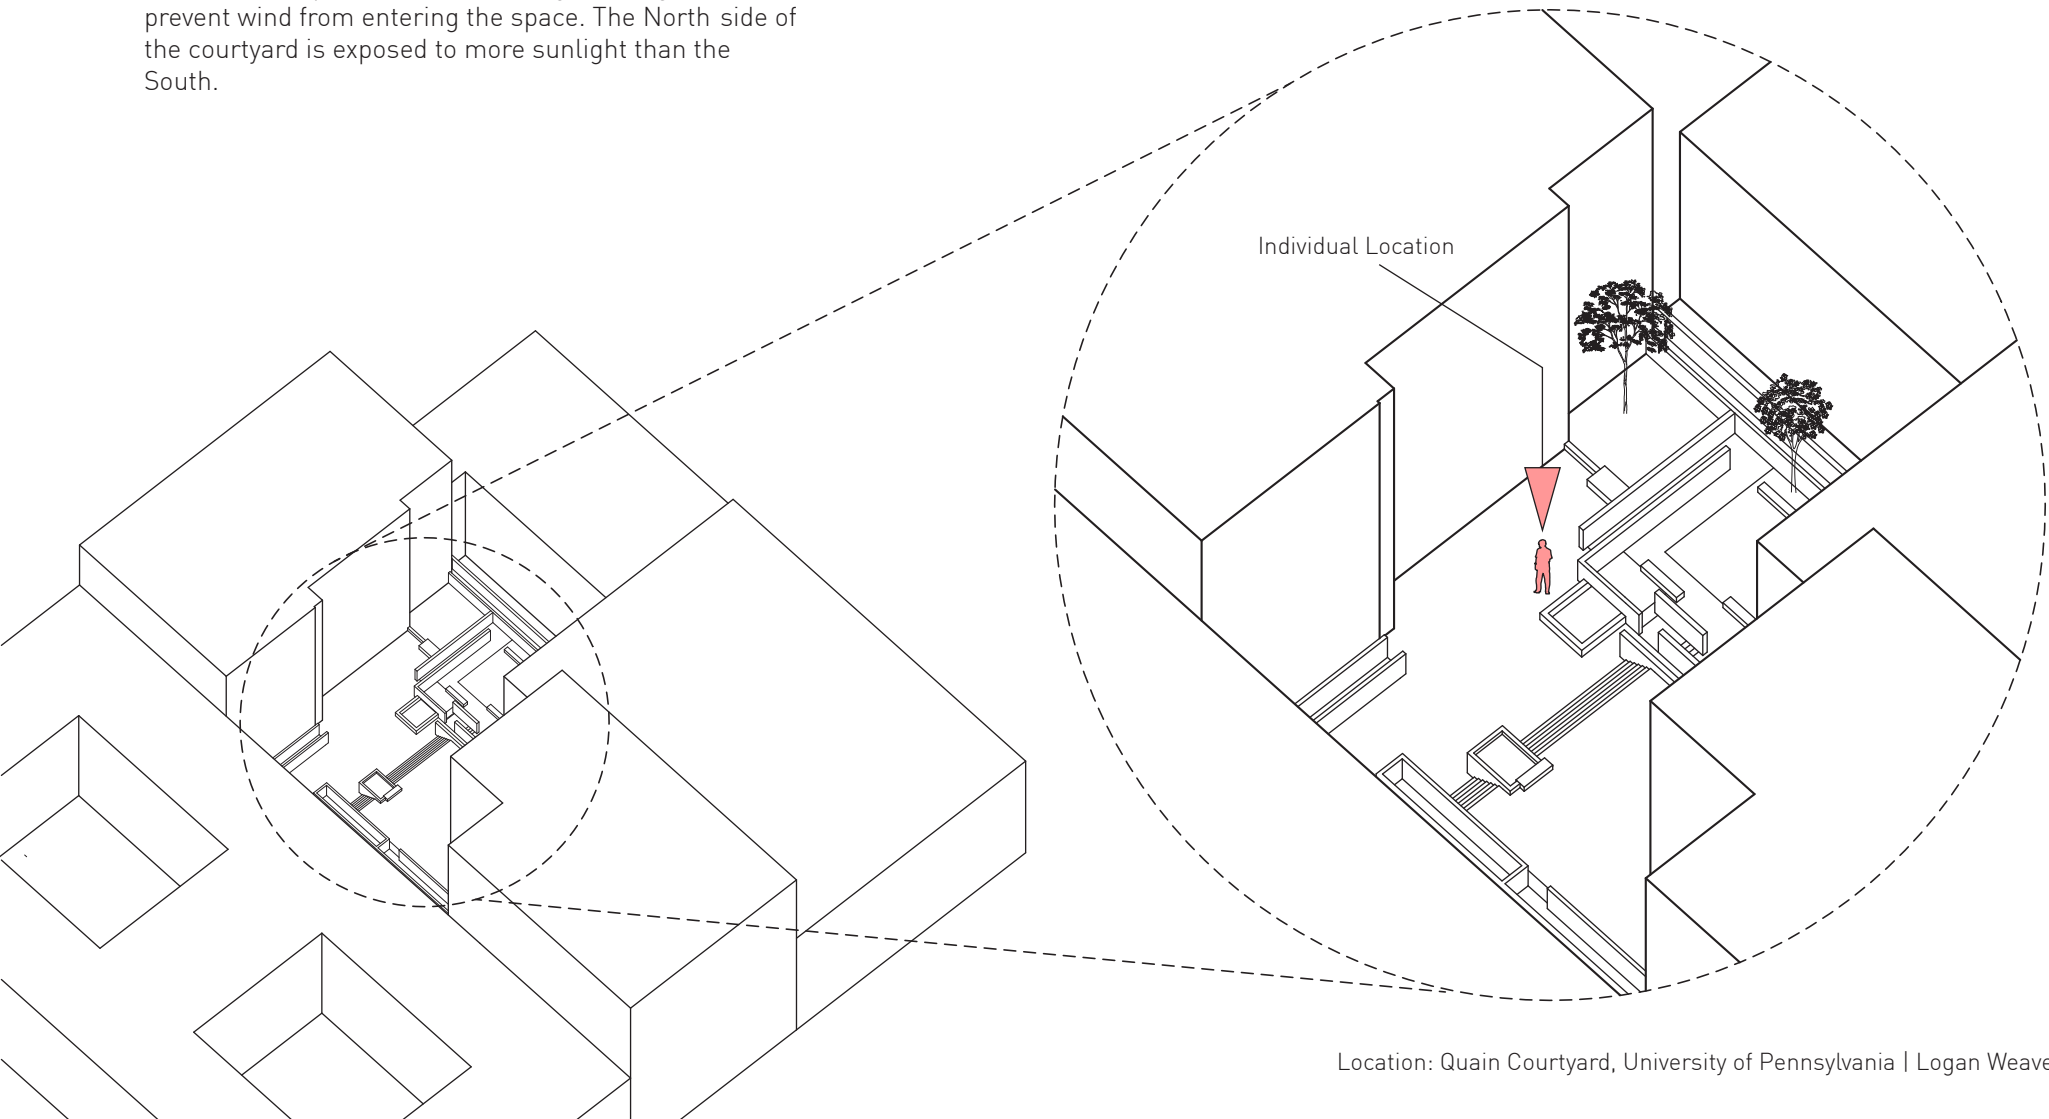 prevent wind from entering the space. The North side of
the courtyard is exposed to more sunlight than the
South.
Individual Location
Location: Quain Courtyard, University of Pennsylvania | Logan Weave